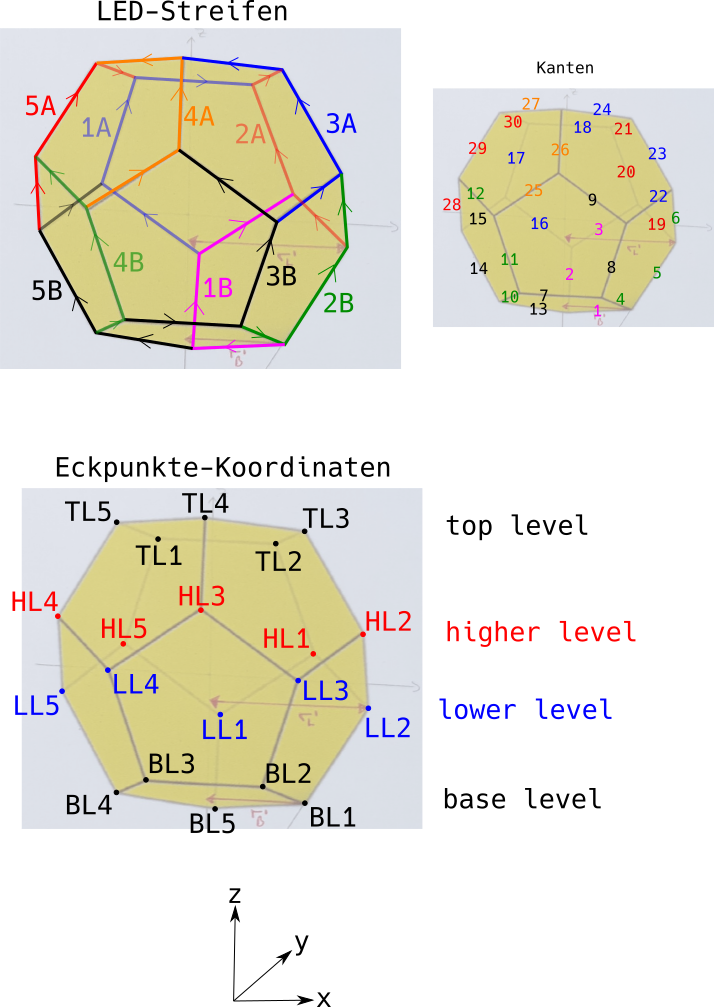 LED-Streifen
5A
1A
4A
2A
3A
4B
5B
1B
3B
2B
Kanten
27
24
30
18
21
29
17
26
23
20
12
25
22
28
15
9
6
16
3
19
14
11
2
8
5
10
7
4
13
1
Eckpunkte-Koordinaten
TL5
TL4
TL3
TL1
TL2
top level
HL4
HL3
HL2
HL5
HL1
higher level
LL4
LL3
LL5
LL1
LL2
lower level
BL3
BL2
BL4
BL5
BL1
base level
z
y
x